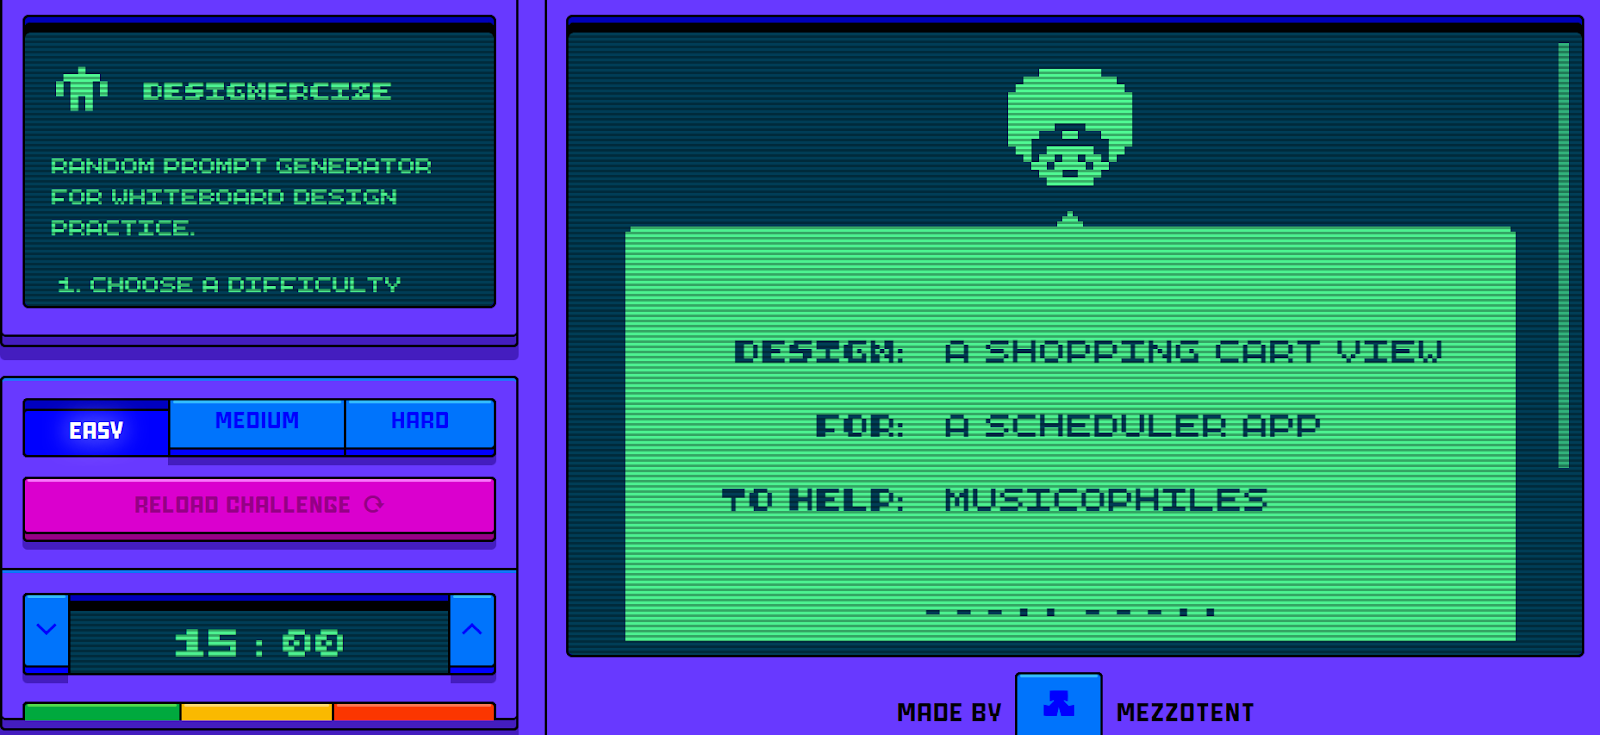 DESIGNERCIZE
RANDOM PROMPT GENERATOR
FOR WHITEBOARD DESIGN
PRACTICE.
1. CHOOSE A DIFFICULTY
EASY
MEDIUM
HARD
RELOAD CHALLENGE
15:00
DESIGN: A SHOPPING CART VIEW
FOR: A SCHEDULER APP
TO HELP: MUSICOPHILES
MADE BY MEZZOTENT